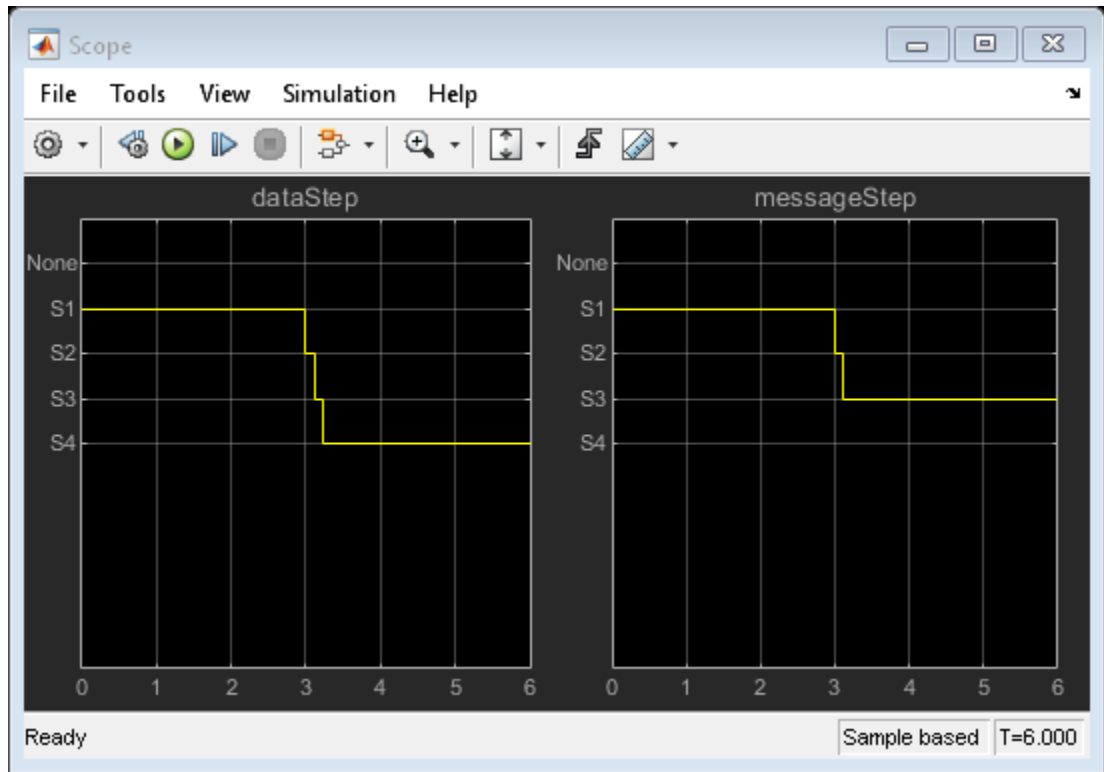 Scope
File Tools View Simulation Help
dataStep
None
S1
S2
S3
S4
0 1 2 3 4 5 6
messageStep
None
S1
S2
S3
S4
0 1 2 3 4 5 6
Ready
Sample based T=6.000